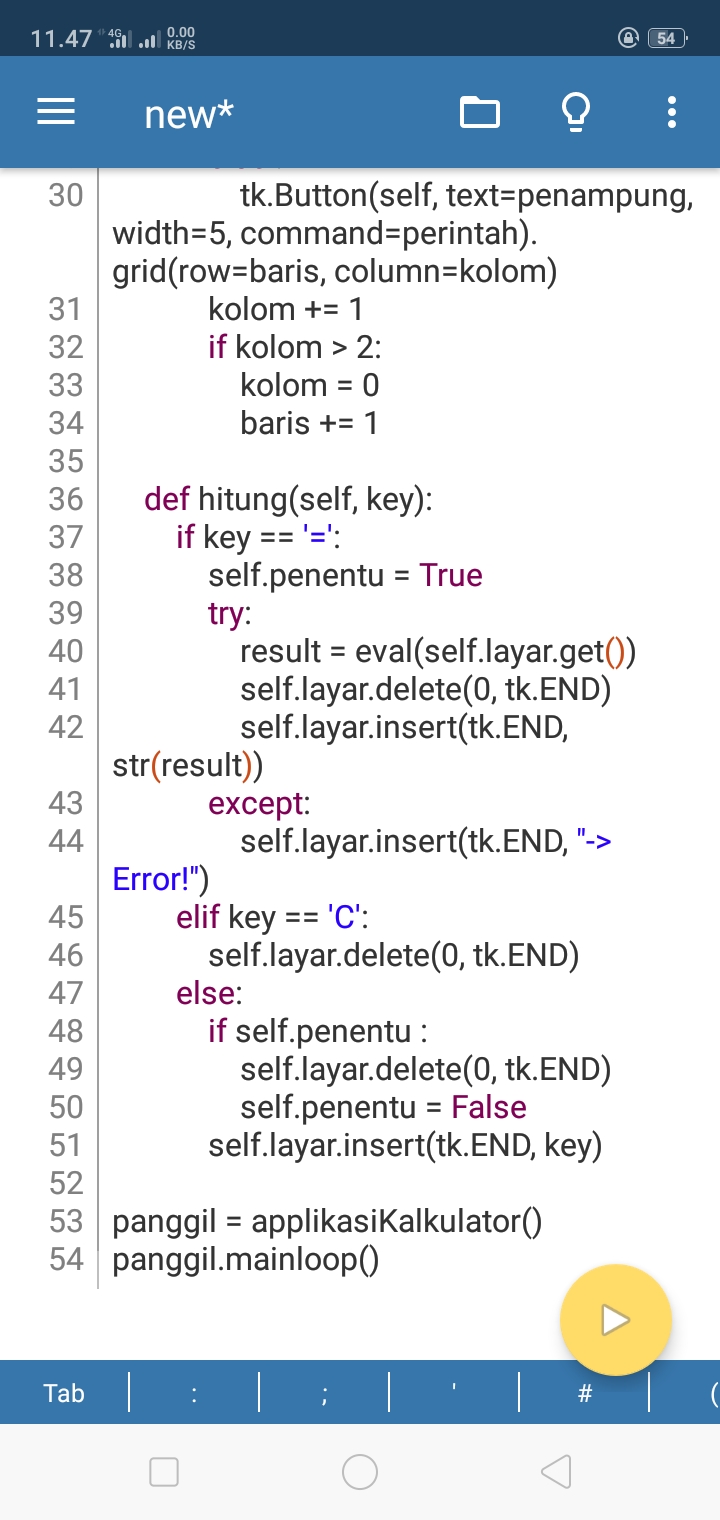 11.47 4G 0.00 KB/S 54
new*
30 tk.Button(self, text=penampung,
width=5, command=perintah).
grid(row=baris, column=kolom)
31 kolom += 1
32 if kolom > 2:
33 kolom = 0
34 baris += 1
35
36 def hitung(self, key):
37 if key == '=':
38 self.penentu = True
39 try:
40 result = eval(self.layar.get())
41 self.layar.delete(0, tk.END)
42 self.layar.insert(tk.END,
str(result))
43 except:
44 self.layar.insert(tk.END, "->
Error!")
45 elif key == 'C':
46 self.layar.delete(0, tk.END)
47 else:
48 if self.penentu :
49 self.layar.delete(0, tk.END)
50 self.penentu = False
51 self.layar.insert(tk.END, key)
52
53 panggil = applikasiKalkulator()
54 panggil.mainloop()
Tab : ; ' # (